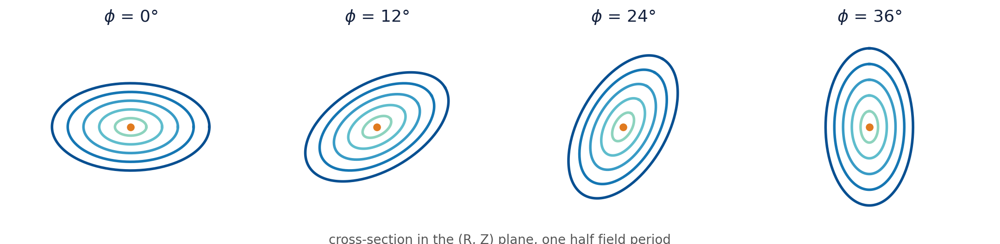 ϕ = 0°
ϕ = 12°
ϕ = 24°
ϕ = 36°
cross-section in the (R, Z) plane, one half field period